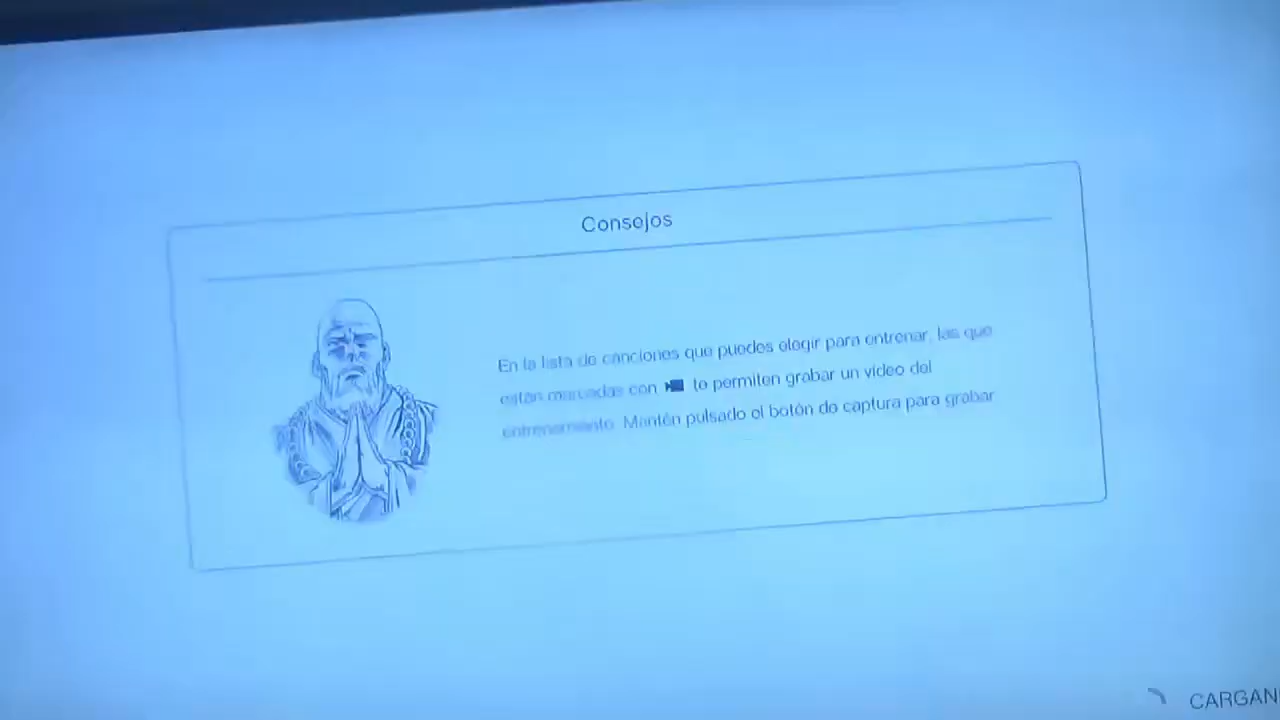 Consejos
En la lista de canciones que puedes elegir para entrenar, las que
están marcadas con te permiten grabar un vídeo del
entrenamiento. Mantén pulsado el botón de captura para grabar
CARGAN